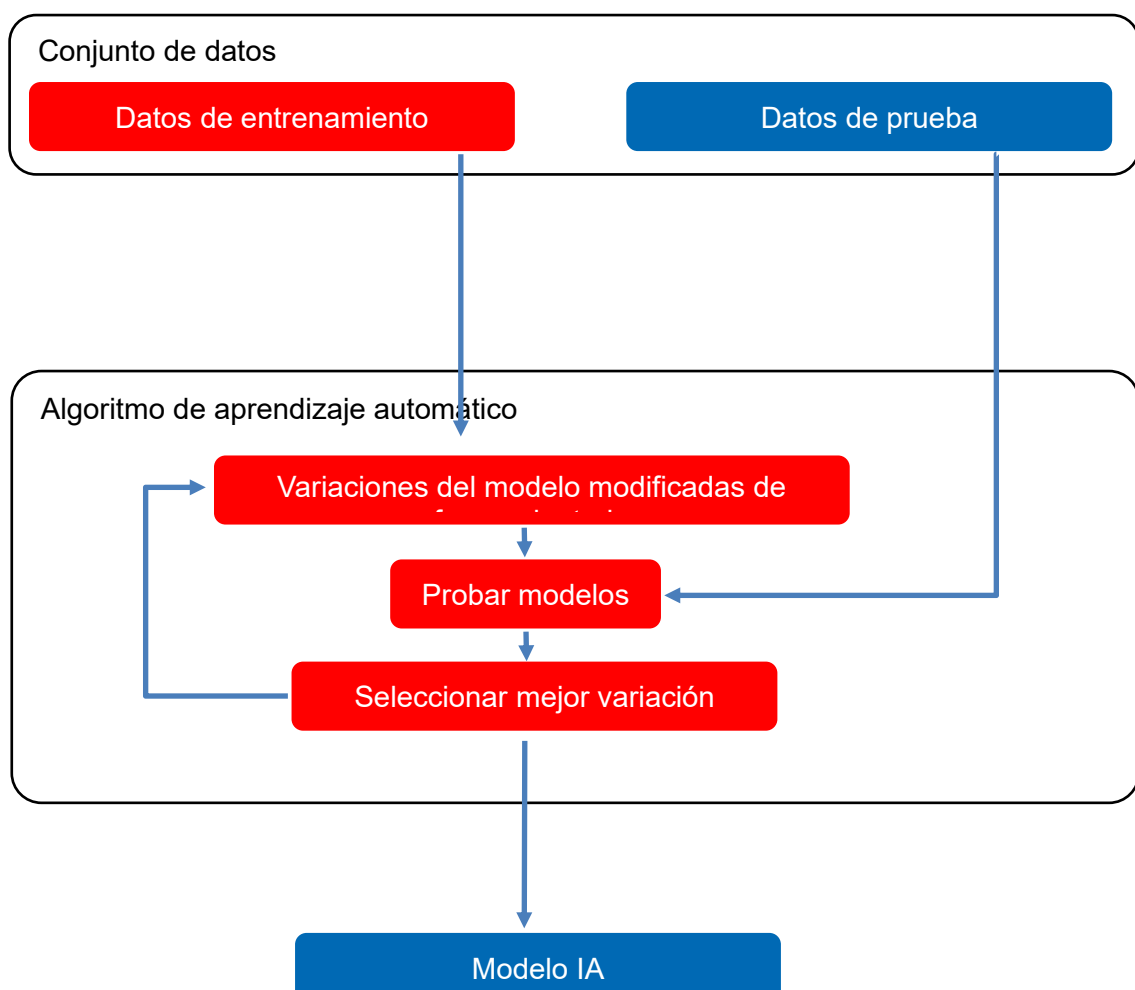 Conjunto de datos
Datos de entrenamiento
Datos de prueba
Algoritmo de aprendizaje automático
Variaciones del modelo modificadas de
Probar modelos
Seleccionar mejor variación
Modelo IA